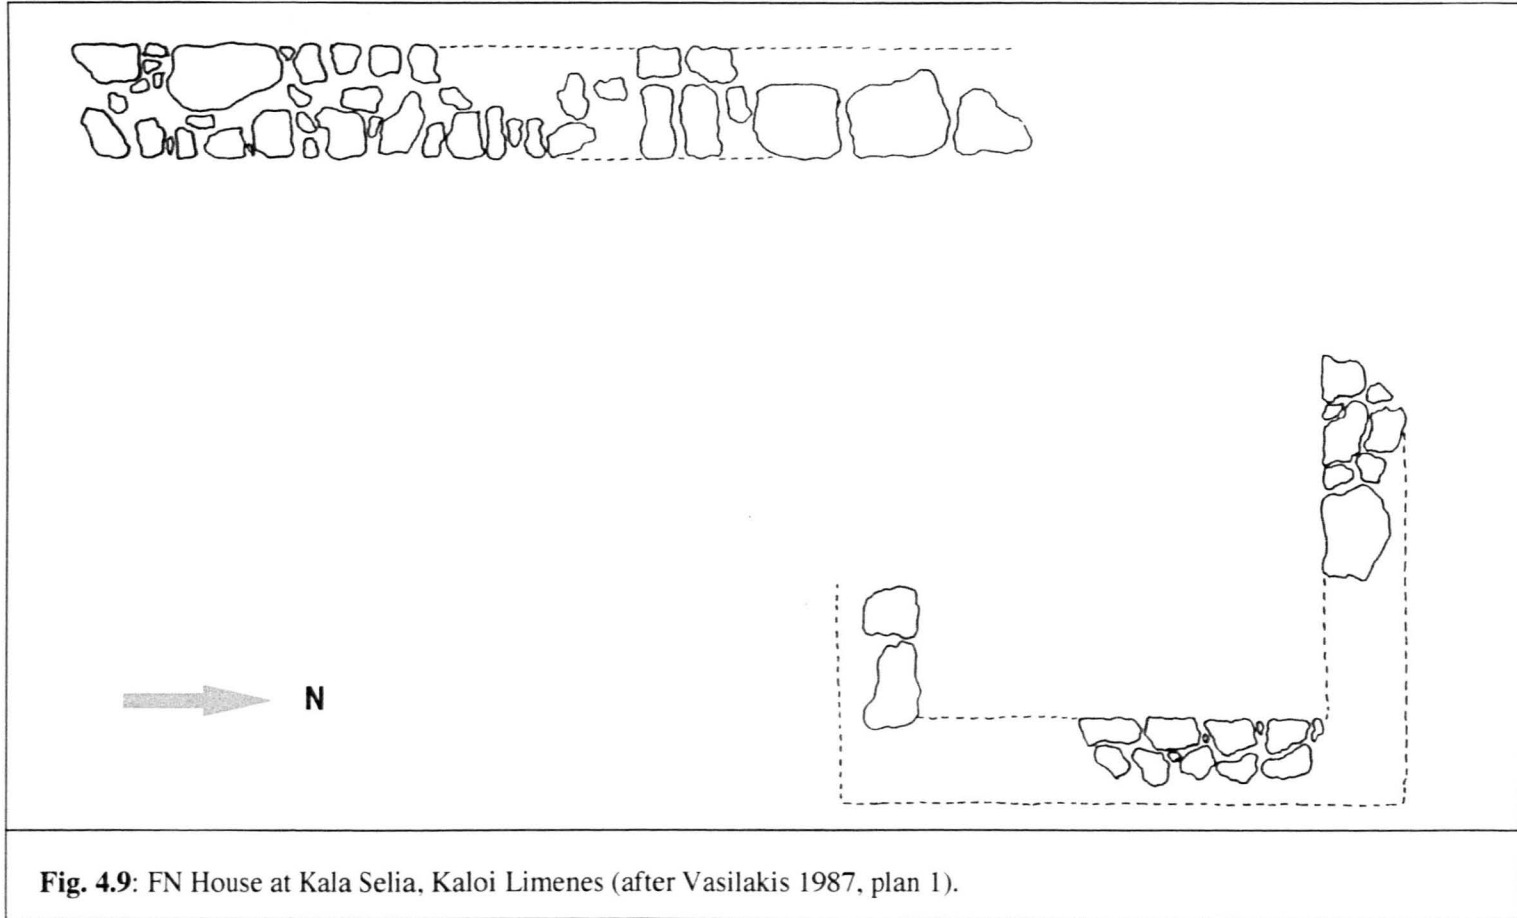 N
Fig. 4.9: FN House at Kala Selia, Kaloi Limenes (after Vasilakis 1987, plan 1).